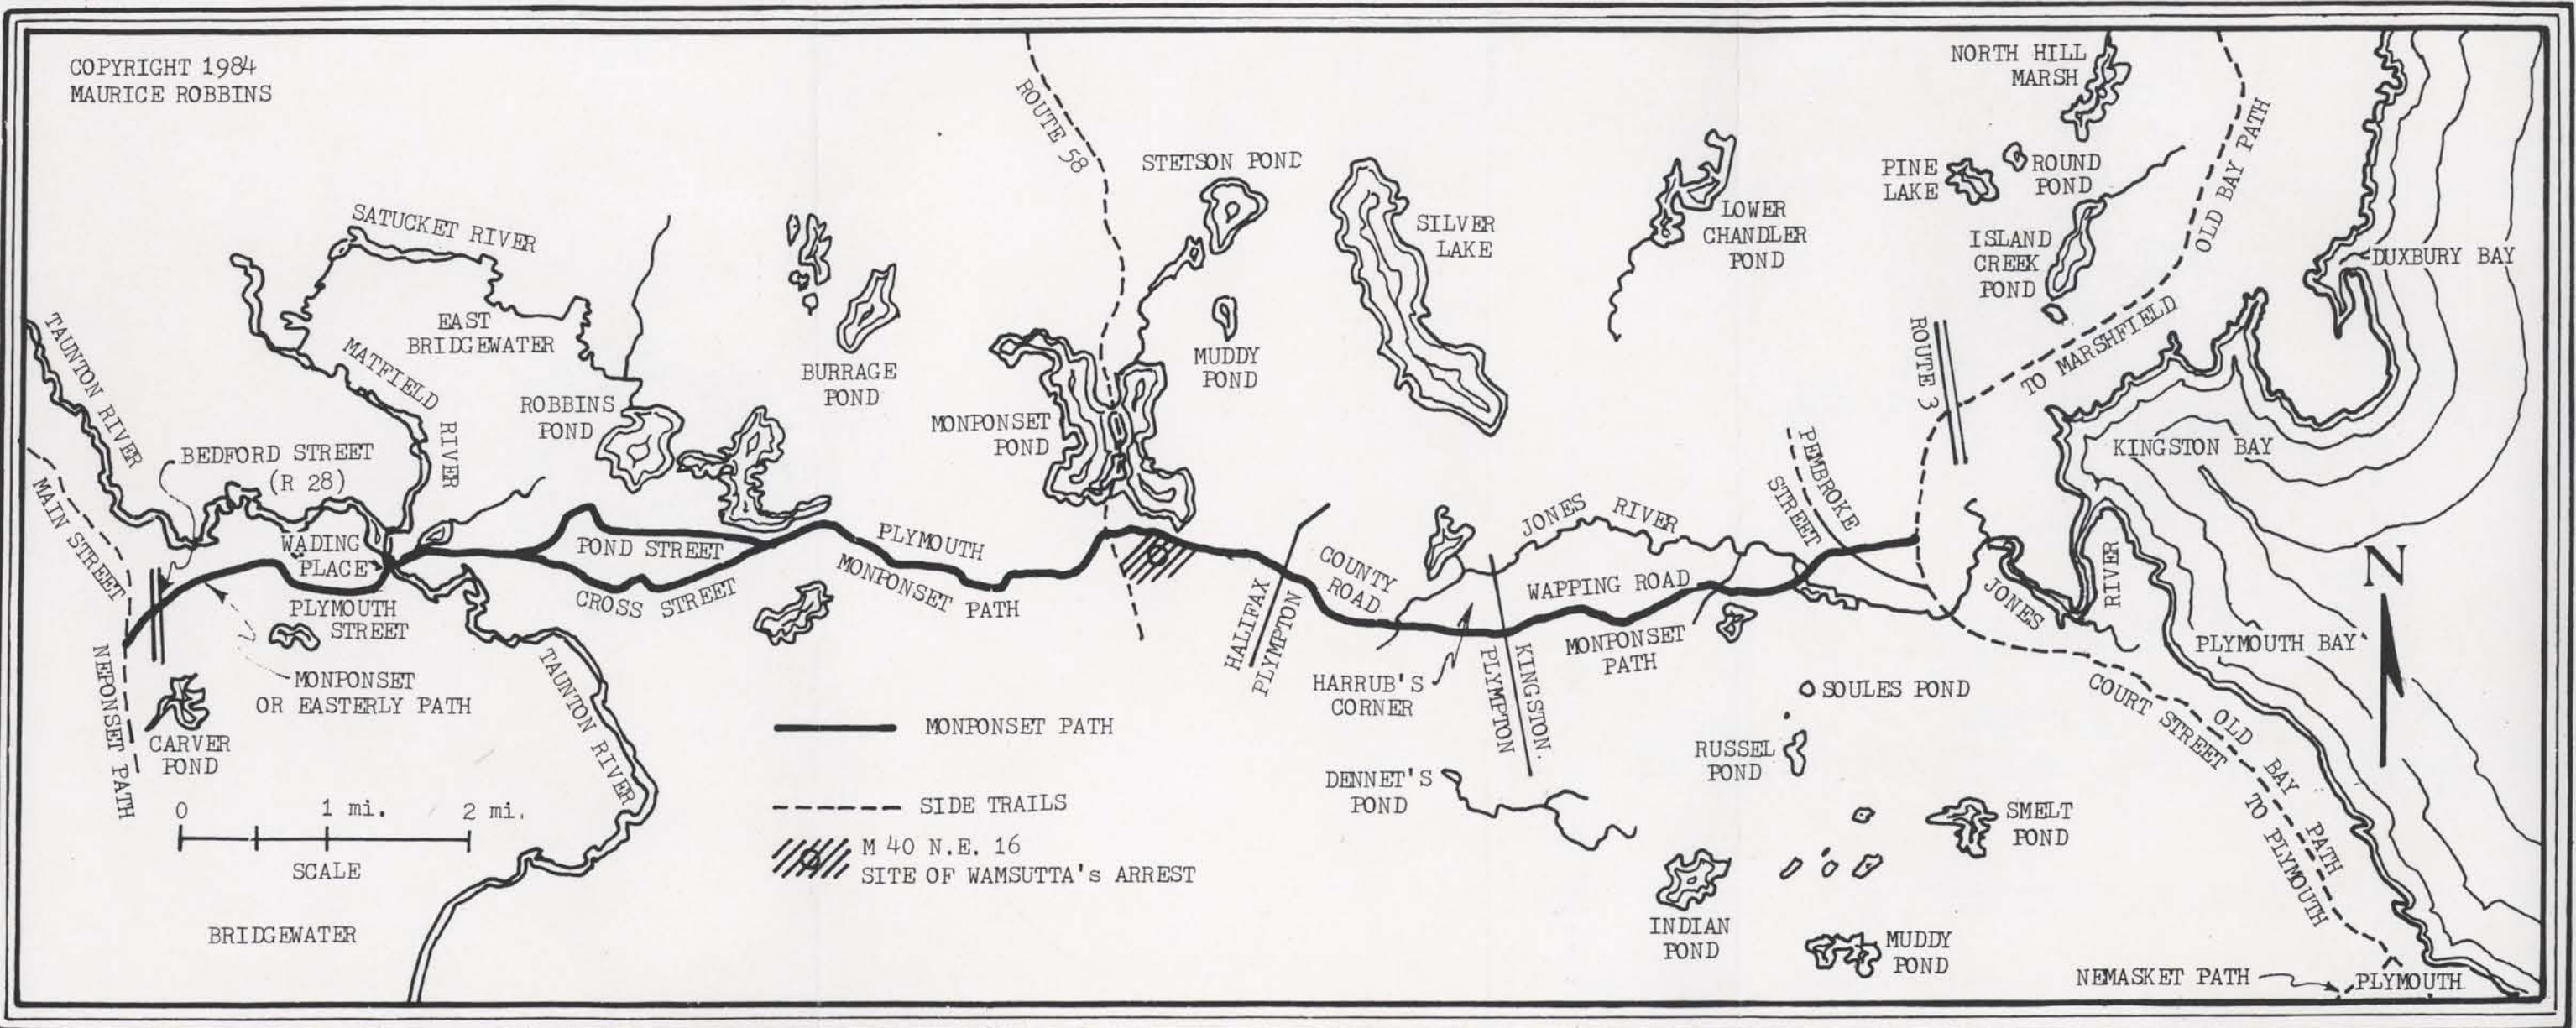 COPYRIGHT 1984
MAURICE ROBBINS
NORTH HILL
MARSH
ROUTE 58
OLD BAY PATH
STETSON POND
PINE
LAKE
ROUND
POND
SATUCKET RIVER
SILVER
LAKE
LOWER
CHANDLER
POND
ISLAND
CREEK
POND
DUXBURY BAY
TAUNTON RIVER
EAST
BRIDGEWATER
MATFIELD
RIVER
BURRAGE
POND
MUDDY
POND
ROUTE 3
TO MARSHFIELD
ROBBINS
POND
MONPONSET
POND
BEDFORD STREET
(R 28)
MAIN STREET
PEMBROKE
STREET
KINGSTON BAY
WADING
PLACE
POND STREET
PLYMOUTH
MONPONSET PATH
CROSS STREET
JONES RIVER
COUNTY
ROAD
WAPPING ROAD
JONES
RIVER
N
PLYMOUTH
STREET
HALIFAX
PLYMPTON
MONPONSET
PATH
PLYMOUTH BAY
NEPONSET PATH
MONPONSET
OR EASTERLY PATH
TAUNTON RIVER
HARRUB'S
CORNER
PLYMPTON
KINGSTON.
SOULES POND
COURT STREET
OLD BAY PATH
TO PLYMOUTH
CARVER
POND
MONPONSET PATH
RUSSEL
POND
DENNET'S
POND
0 1 mi. 2 mi.
SCALE
SIDE TRAILS
M 40 N.E. 16
SITE OF WAMSUTTA's ARREST
SMELT
POND
BRIDGEWATER
INDIAN
POND
MUDDY
POND
NEMASKET PATH
PLYMOUTH